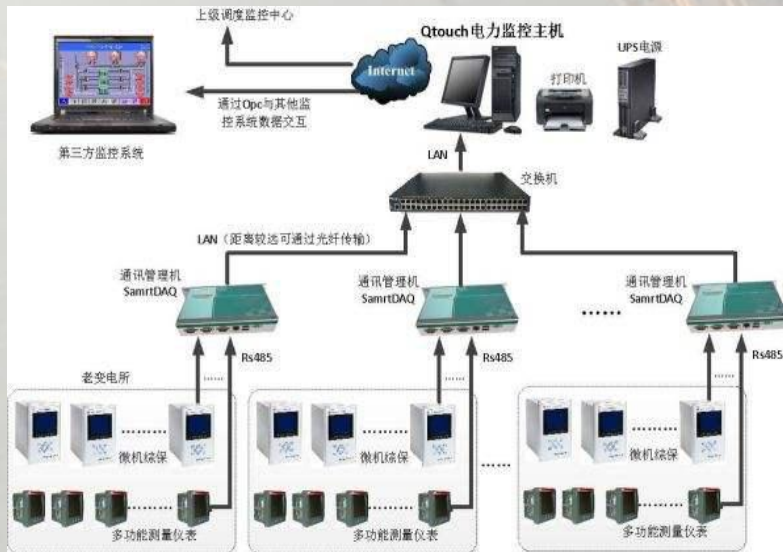 上级调度监控中心
Qtouch电力监控主机
UPS电源
Internet
打印机
通过Opc与其他监
控系统数据交互
第三方监控系统
LAN
交换机
LAN（距离较远可通过光纤传输）
通讯管理机
SamrtDAQ
通讯管理机
SamrtDAQ
通讯管理机
SamrtDAQ
......
Rs485
Rs485
Rs485
老变电所
......
......
......
微机综保
微机综保
微机综保
......
多功能测量仪表
多功能测量仪表
多功能测量仪表